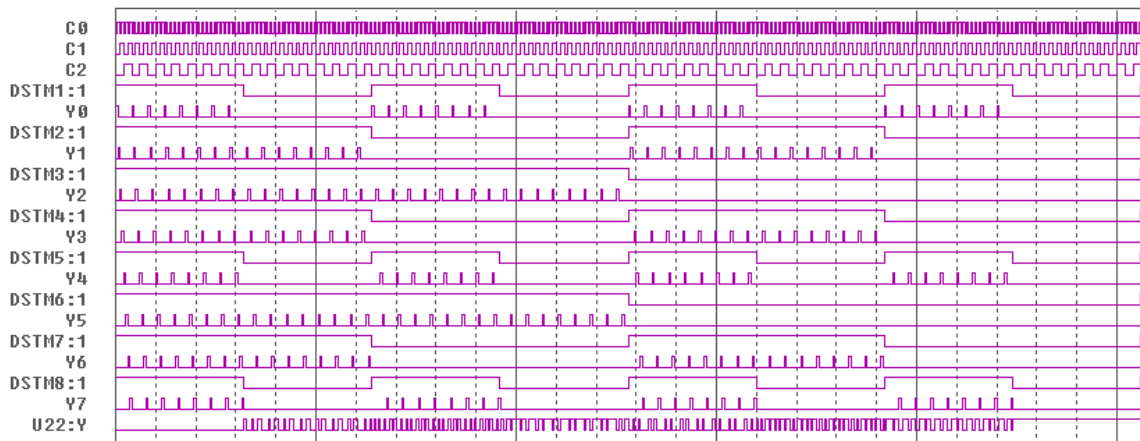 C0
C1
C2
DSTM1:1
Y0
DSTM2:1
Y1
DSTM3:1
Y2
DSTM4:1
Y3
DSTM5:1
Y4
DSTM6:1
Y5
DSTM7:1
Y6
DSTM8:1
Y7
U22:Y